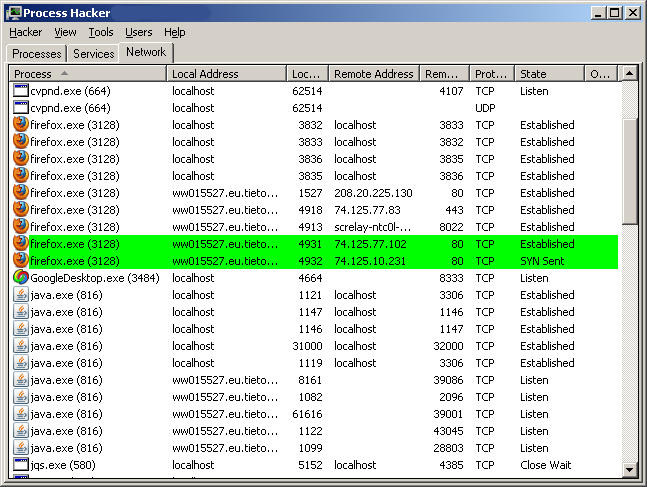 Process Hacker
Hacker View Tools Users Help
Processes Services Network
Process Local Address Loc... Remote Address Rem... Prot... State O...
cvpnd.exe (664) localhost 62514 4107 TCP Listen
cvpnd.exe (664) localhost 62514 UDP
firefox.exe (3128) localhost 3832 localhost 3833 TCP Established
firefox.exe (3128) localhost 3833 localhost 3832 TCP Established
firefox.exe (3128) localhost 3836 localhost 3835 TCP Established
firefox.exe (3128) localhost 3835 localhost 3836 TCP Established
firefox.exe (3128) ww015527.eu.tieto... 1527 208.20.225.130 80 TCP Established
firefox.exe (3128) ww015527.eu.tieto... 4918 74.125.77.83 443 TCP Established
firefox.exe (3128) ww015527.eu.tieto... 4913 screlay-ntc0l-... 8022 TCP Established
firefox.exe (3128) ww015527.eu.tieto... 4931 74.125.77.102 80 TCP Established
firefox.exe (3128) ww015527.eu.tieto... 4932 74.125.10.231 80 TCP SYN Sent
GoogleDesktop.exe (3484) localhost 4664 8333 TCP Listen
java.exe (816) localhost 1121 localhost 3306 TCP Established
java.exe (816) localhost 1147 localhost 1146 TCP Established
java.exe (816) localhost 1146 localhost 1147 TCP Established
java.exe (816) localhost 31000 localhost 32000 TCP Established
java.exe (816) localhost 1119 localhost 3306 TCP Established
java.exe (816) ww015527.eu.tieto... 8161 39086 TCP Listen
java.exe (816) ww015527.eu.tieto... 1082 2096 TCP Listen
java.exe (816) ww015527.eu.tieto... 61616 39001 TCP Listen
java.exe (816) ww015527.eu.tieto... 1122 43045 TCP Listen
java.exe (816) ww015527.eu.tieto... 1099 28803 TCP Listen
jqs.exe (580) localhost 5152 localhost 4385 TCP Close Wait